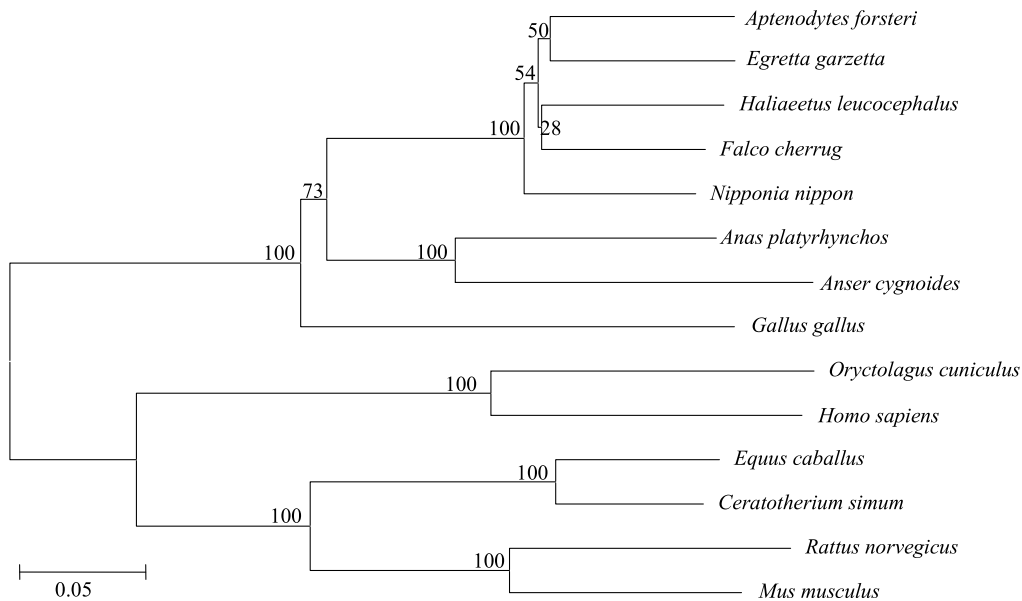 Aptenodytes forsteri
50
Egretta garzetta
54
Haliaeetus leucocephalus
100
28
Falco cherrug
73
Nipponia nippon
Anas platyrhynchos
100
100
Anser cygnoides
Gallus gallus
Oryctolagus cuniculus
100
Homo sapiens
Equus caballus
100
Ceratotherium simum
100
Rattus norvegicus
100
0.05
Mus musculus